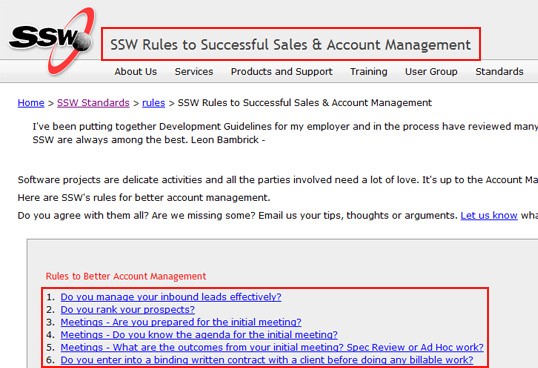 SSW
SSW Rules to Successful Sales & Account Management
About Us Services Products and Support Training User Group Standards
Home > SSW Standards > rules > SSW Rules to Successful Sales & Account Management
I've been putting together Development Guidelines for my employer and in the process have reviewed many
SSW are always among the best. Leon Bambrick -
Software projects are delicate activities and all the parties involved need a lot of love. It's up to the Account Ma
Here are SSW's rules for better account management.
Do you agree with them all? Are we missing some? Email us your tips, thoughts or arguments. Let us know wha
Rules to Better Account Management
1. Do you manage your inbound leads effectively?
2. Do you rank your prospects?
3. Meetings - Are you prepared for the initial meeting?
4. Meetings - Do you know the agenda for the initial meeting?
5. Meetings - What are the outcomes from your initial meeting? Spec Review or Ad Hoc work?
6. Do you enter into a binding written contract with a client before doing any billable work?